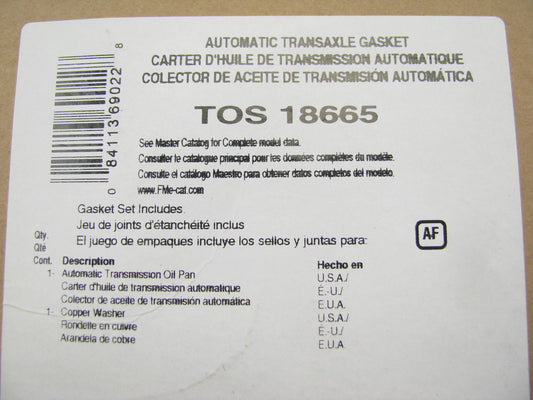 AUTOMATIC TRANSAXLE GASKET
CARTER D'HUILE DE TRANSMISSION AUTOMATIQUE
COLECTOR DE ACEITE DE TRANSMISIÓN AUTOMÁTICA
0 84113 69022 8
TOS 18665
See Master Catalog for Complete model data.
Consulter le catalogue principal pour les données complètes du modèle.
Consulte el catálogo Maestro para obtener datos completos del modelo.
www.FMe-cat.com
Gasket Set Includes.
Jeu de joints d'étanchéité inclus
El juego de empaques incluye los sellos y juntas para:
AF
Qty.
Qté
Cont. Description Hecho en
1- Automatic Transmission Oil Pan U.S.A./
Carter d'huile de transmission automatique É.-U./
Colector de aceite de transmisión automática E.U.A.
1- Copper Washer U.S.A./
Rondelle en cuivre É.-U./
Arandela de cobre E.U.A.